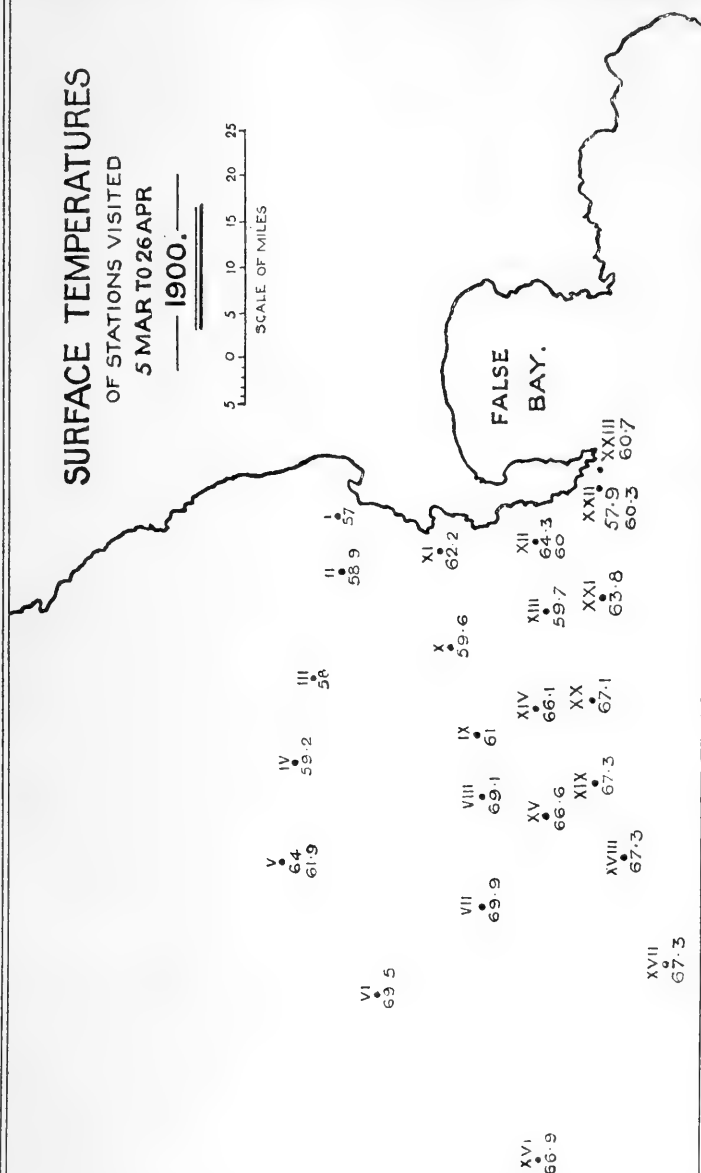 SURFACE TEMPERATURES
OF STATIONS VISITED
5 MAR TO 26 APR
1900.
5 0 5 10 15 20 25
SCALE OF MILES
FALSE
BAY.
I
57
II
58 9
III
58
IV
59·2
V
64
61·9
VI
69 5
VII
69·9
VIII
69·1
IX
61
X
59·6
XI
62·2
XII
64·3
60
XIII
59·7
XIV
66·1
XV
66·6
XVI
66·9
XVII
67·3
XVIII
67·3
XIX
67·3
XX
67·1
XXI
63·8
XXII
57·9
60·3
XXIII
60·7